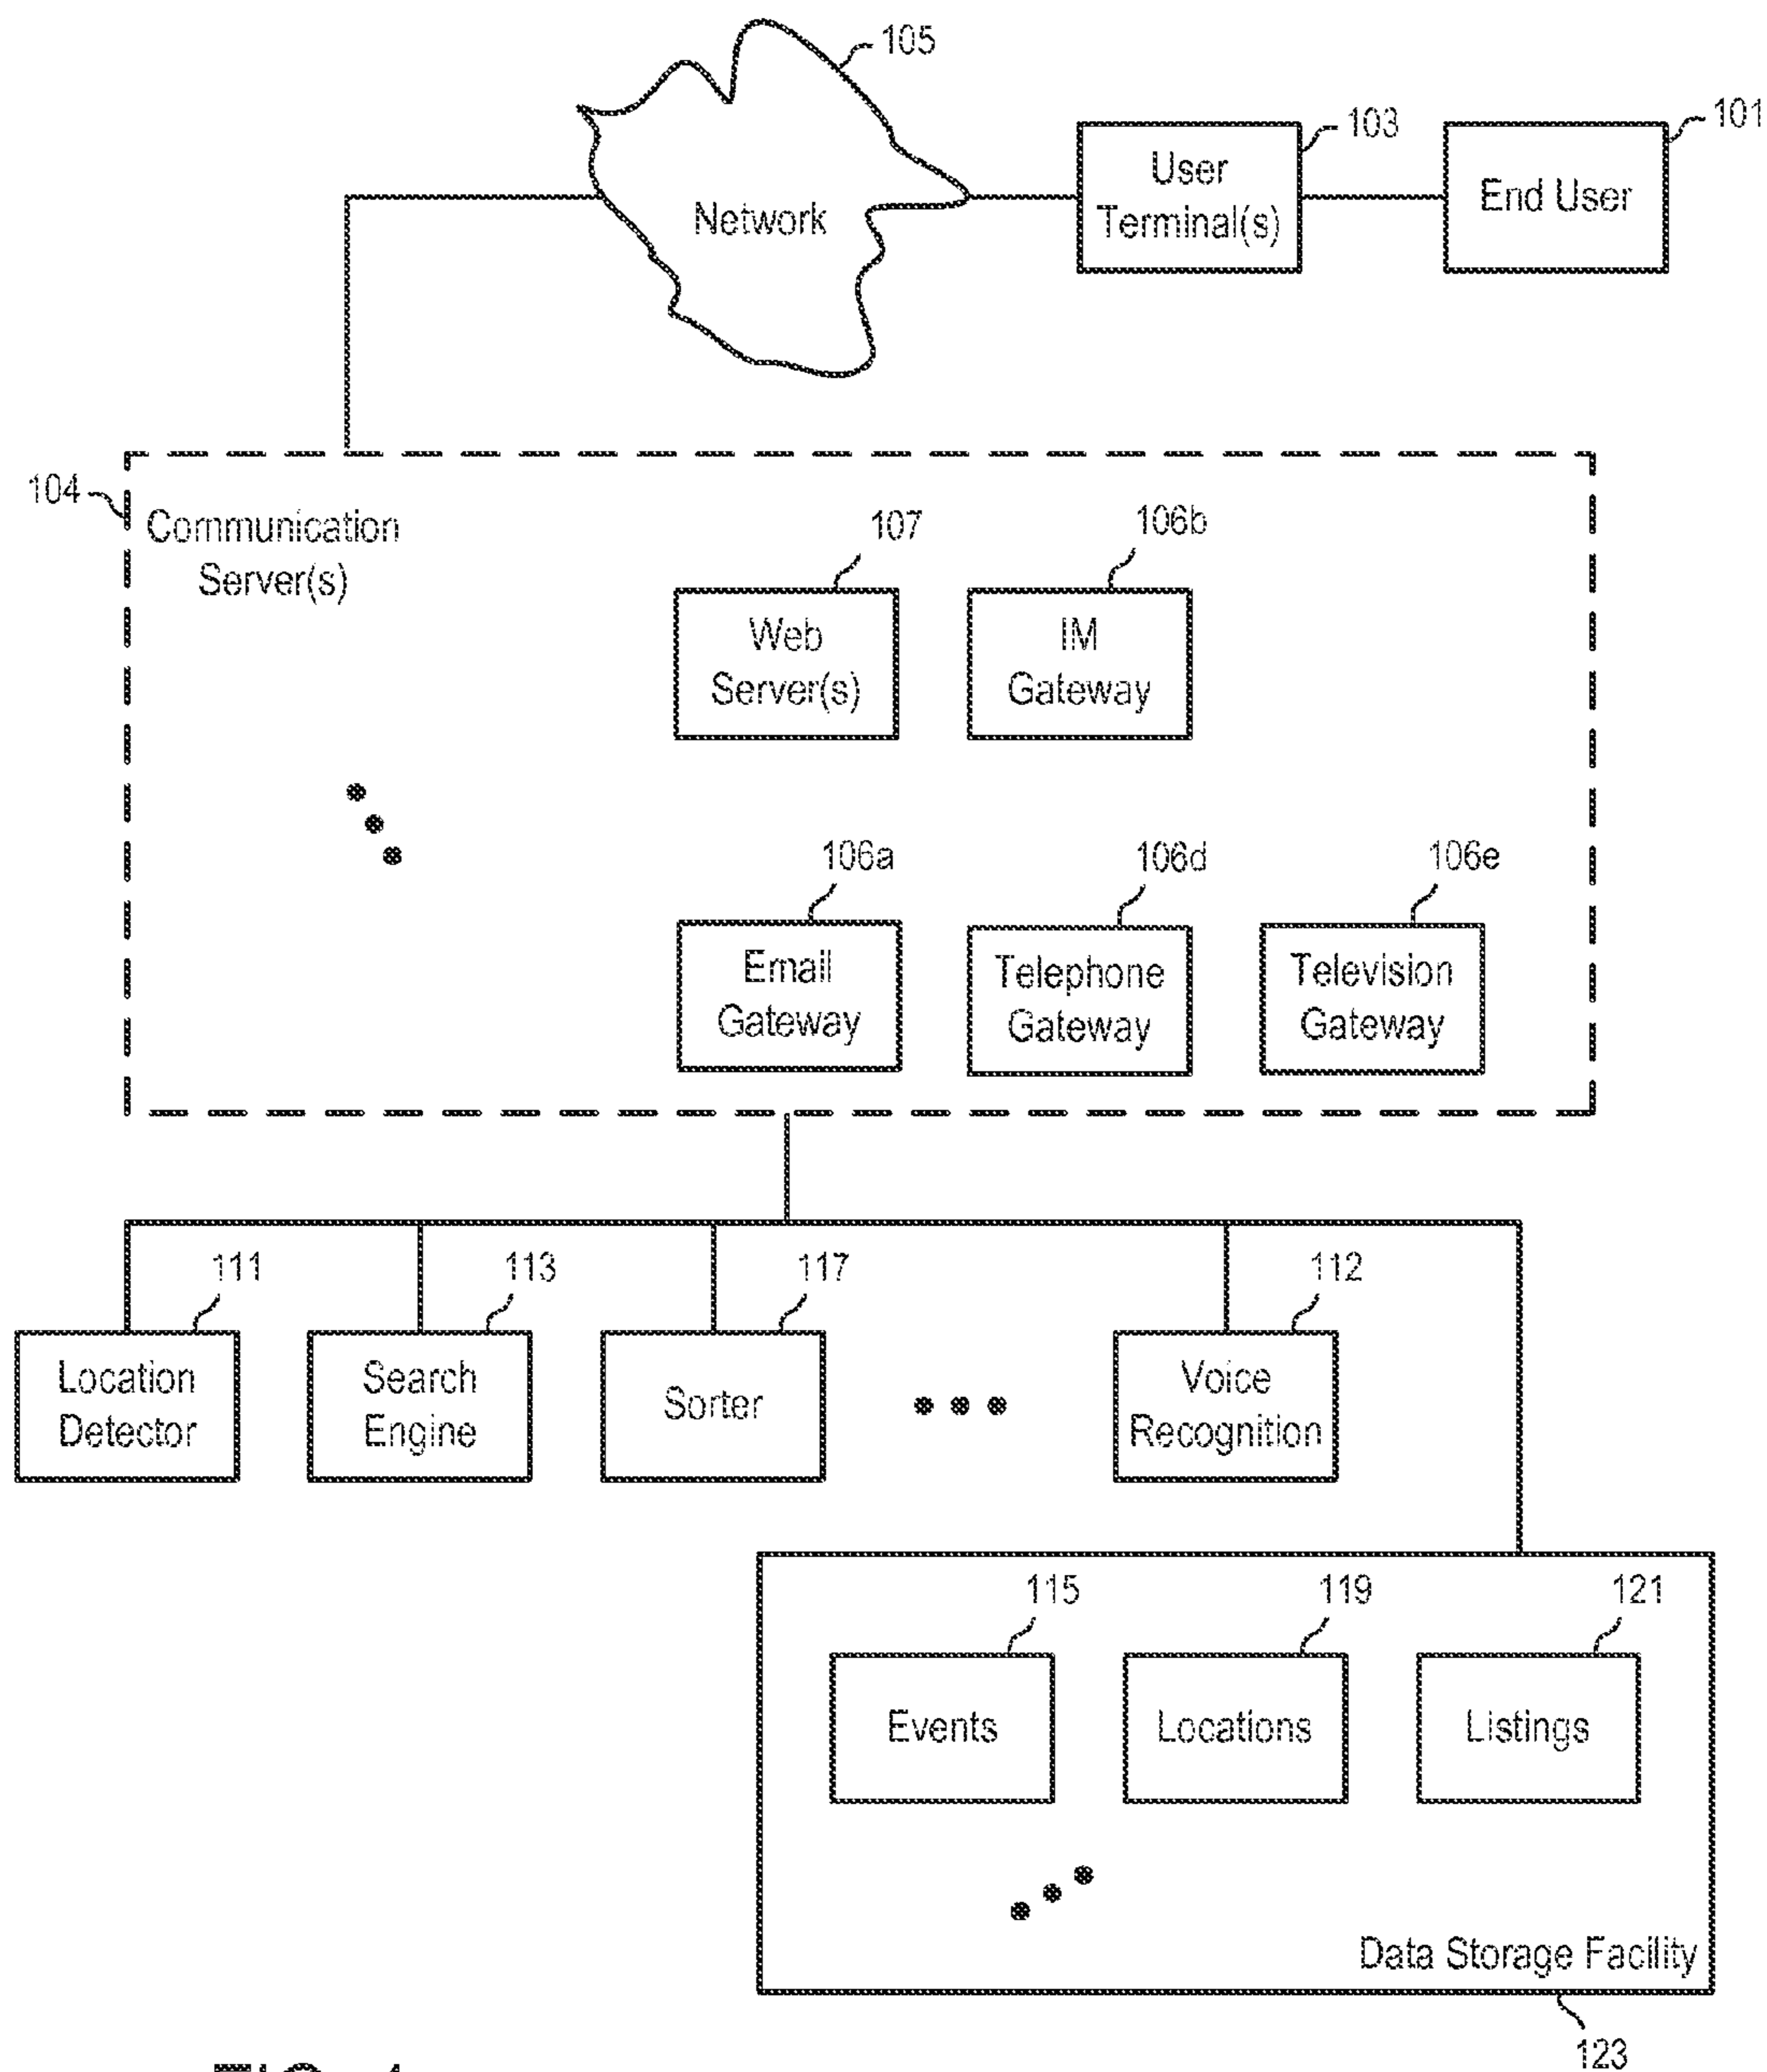 105
103
101
User
Terminal(s)
End User
Network
104
Communication
Server(s)
107
106b
Web
Server(s)
IM
Gateway
106a
106d
106e
Email
Gateway
Telephone
Gateway
Television
Gateway
111
113
117
112
Location
Detector
Search
Engine
Sorter
Voice
Recognition
115
119
121
Events
Locations
Listings
Data Storage Facility
123